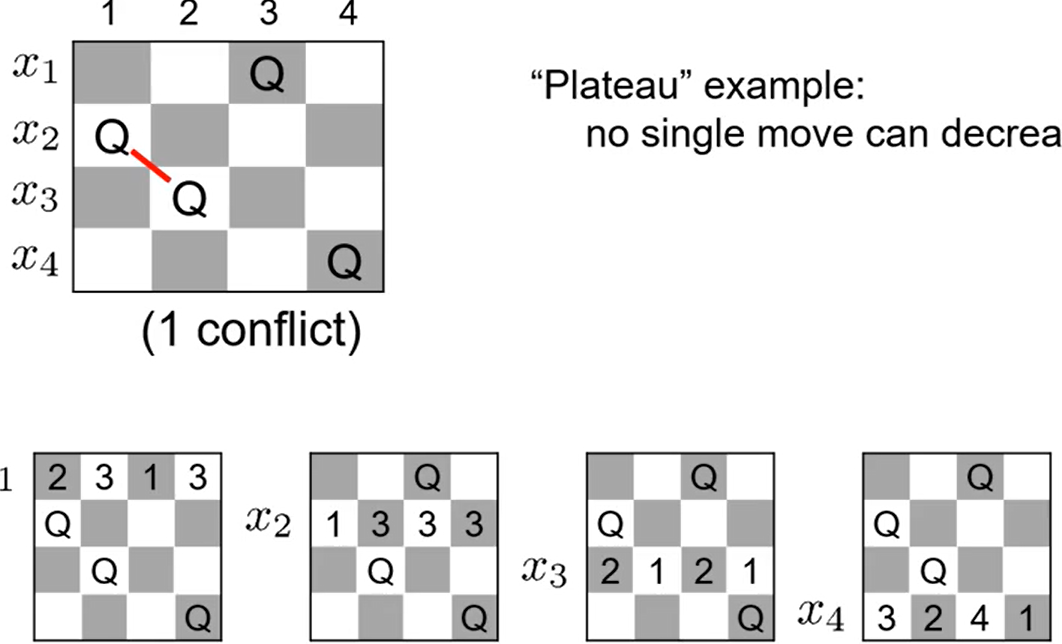 1 2 3 4
x1 Q
x2 Q
x3 Q
x4 Q
(1 conflict)
“Plateau” example:
no single move can decrea
1 2 3 1 3
Q
Q
Q
Q
x2 1 3 3 3
Q
Q
Q
Q
x3 2 1 2 1
Q
Q
Q
Q
x4 3 2 4 1